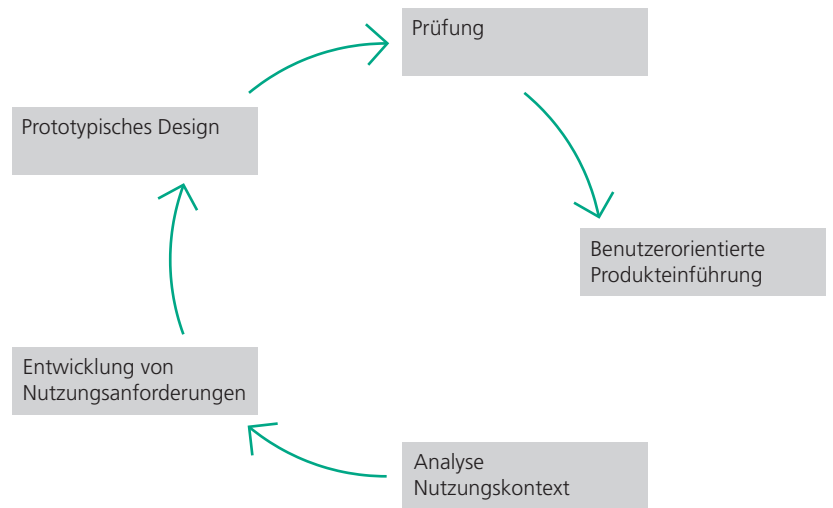 Prüfung
Prototypisches Design
Benutzerorientierte
Produkteinführung
Entwicklung von
Nutzungsanforderungen
Analyse
Nutzungskontext